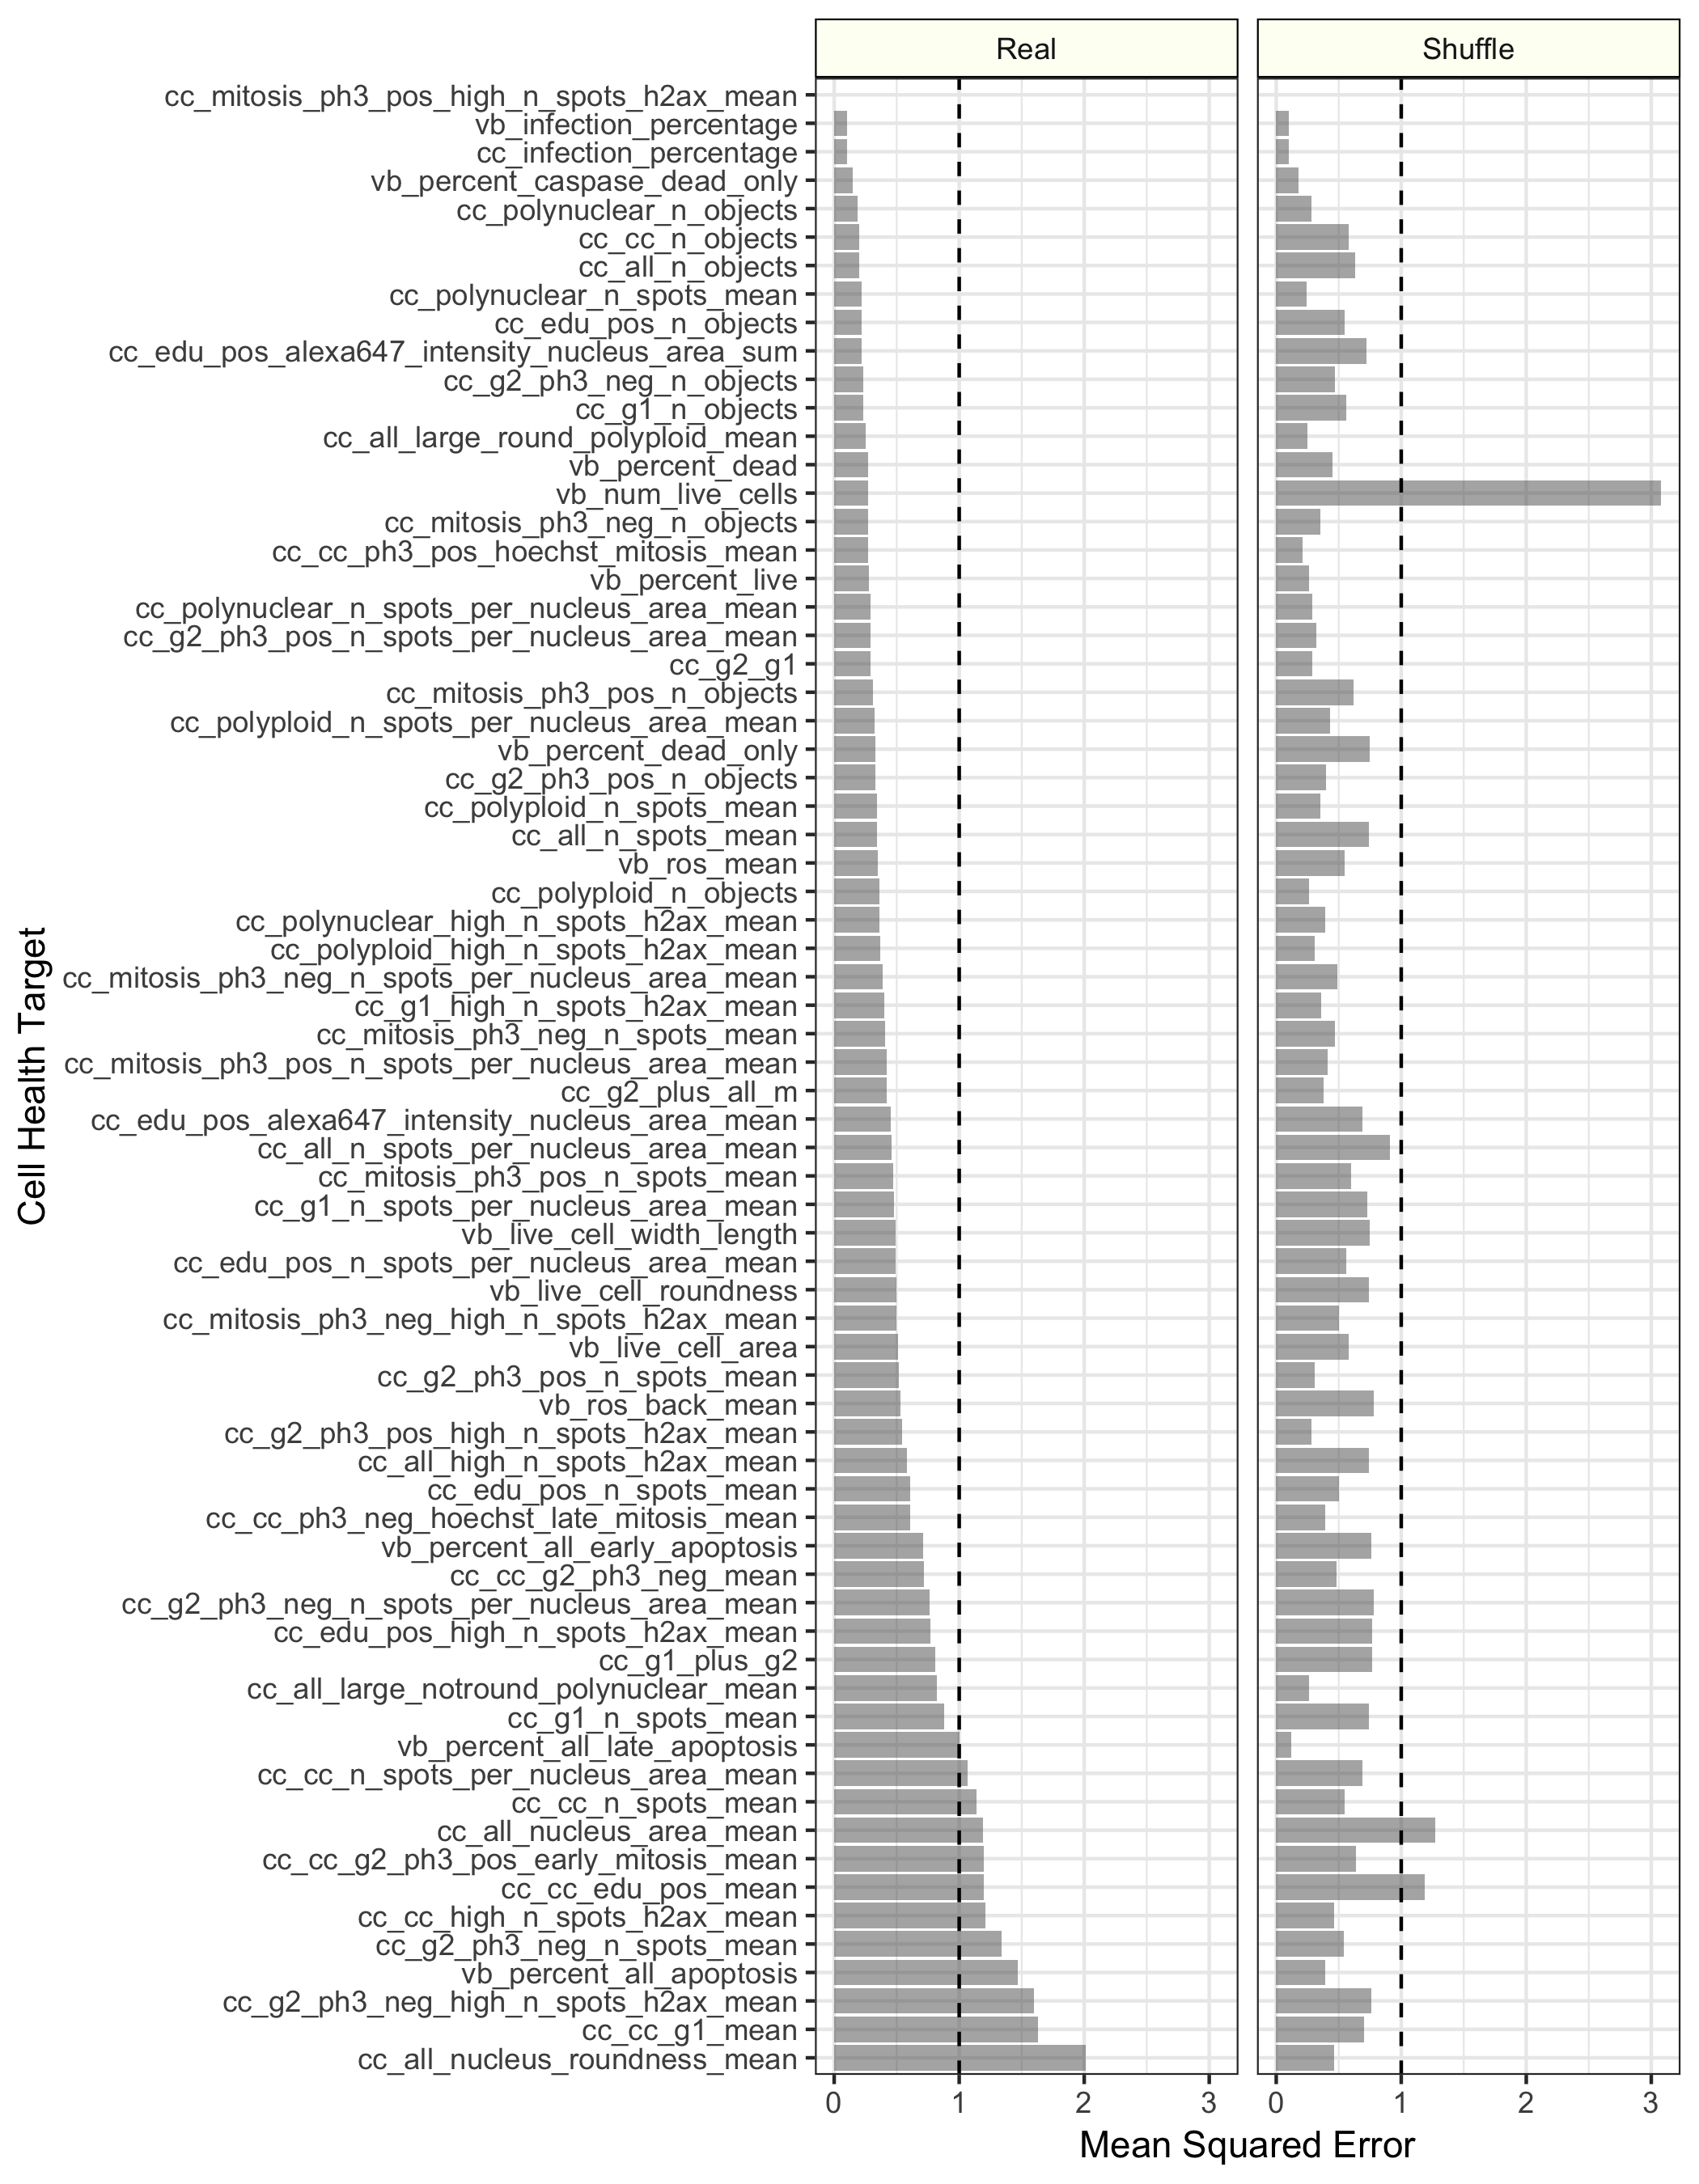 Real
Shuffle
cc_mitosis_ph3_pos_high_n_spots_h2ax_mean
vb_infection_percentage
cc_infection_percentage
vb_percent_caspase_dead_only
cc_polynuclear_n_objects
cc_cc_n_objects
cc_all_n_objects
cc_polynuclear_n_spots_mean
cc_edu_pos_n_objects
cc_edu_pos_alexa647_intensity_nucleus_area_sum
cc_g2_ph3_neg_n_objects
cc_g1_n_objects
cc_all_large_round_polyploid_mean
vb_percent_dead
vb_num_live_cells
cc_mitosis_ph3_neg_n_objects
cc_cc_ph3_pos_hoechst_mitosis_mean
vb_percent_live
cc_polynuclear_n_spots_per_nucleus_area_mean
cc_g2_ph3_pos_n_spots_per_nucleus_area_mean
cc_g2_g1
cc_mitosis_ph3_pos_n_objects
cc_polyploid_n_spots_per_nucleus_area_mean
vb_percent_dead_only
cc_g2_ph3_pos_n_objects
cc_polyploid_n_spots_mean
cc_all_n_spots_mean
vb_ros_mean
cc_polyploid_n_objects
cc_polynuclear_high_n_spots_h2ax_mean
cc_polyploid_high_n_spots_h2ax_mean
cc_mitosis_ph3_neg_n_spots_per_nucleus_area_mean
cc_g1_high_n_spots_h2ax_mean
cc_mitosis_ph3_neg_n_spots_mean
cc_mitosis_ph3_pos_n_spots_per_nucleus_area_mean
cc_g2_plus_all_m
cc_edu_pos_alexa647_intensity_nucleus_area_mean
cc_all_n_spots_per_nucleus_area_mean
cc_mitosis_ph3_pos_n_spots_mean
cc_g1_n_spots_per_nucleus_area_mean
vb_live_cell_width_length
cc_edu_pos_n_spots_per_nucleus_area_mean
vb_live_cell_roundness
cc_mitosis_ph3_neg_high_n_spots_h2ax_mean
vb_live_cell_area
cc_g2_ph3_pos_n_spots_mean
vb_ros_back_mean
cc_g2_ph3_pos_high_n_spots_h2ax_mean
cc_all_high_n_spots_h2ax_mean
cc_edu_pos_n_spots_mean
cc_cc_ph3_neg_hoechst_late_mitosis_mean
vb_percent_all_early_apoptosis
cc_cc_g2_ph3_neg_mean
cc_g2_ph3_neg_n_spots_per_nucleus_area_mean
cc_edu_pos_high_n_spots_h2ax_mean
cc_g1_plus_g2
cc_all_large_notround_polynuclear_mean
cc_g1_n_spots_mean
vb_percent_all_late_apoptosis
cc_cc_n_spots_per_nucleus_area_mean
cc_cc_n_spots_mean
cc_all_nucleus_area_mean
cc_cc_g2_ph3_pos_early_mitosis_mean
cc_cc_edu_pos_mean
cc_cc_high_n_spots_h2ax_mean
cc_g2_ph3_neg_n_spots_mean
vb_percent_all_apoptosis
cc_g2_ph3_neg_high_n_spots_h2ax_mean
cc_cc_g1_mean
cc_all_nucleus_roundness_mean
Cell Health Target
0 1 2 3
0 1 2 3
Mean Squared Error